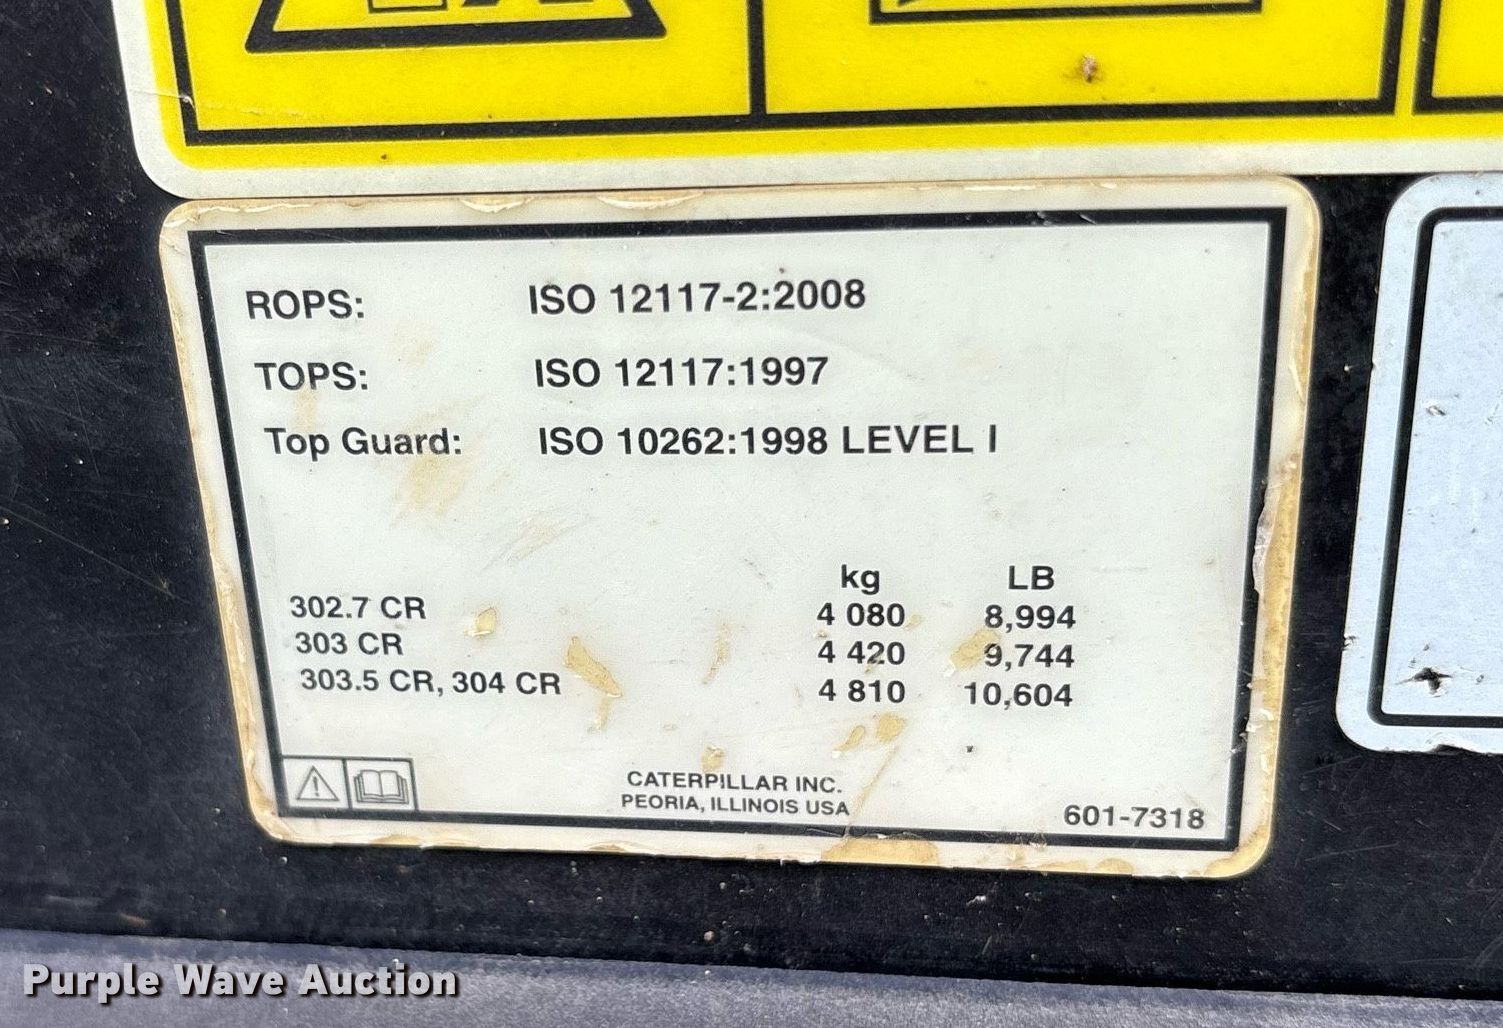 ROPS: ISO 12117-2:2008
TOPS: ISO 12117:1997
Top Guard: ISO 10262:1998 LEVEL I
kg LB
302.7 CR 4 080 8,994
303 CR 4 420 9,744
303.5 CR, 304 CR 4 810 10,604
CATERPILLAR INC.
PEORIA, ILLINOIS USA
601-7318
Purple Wave Auction